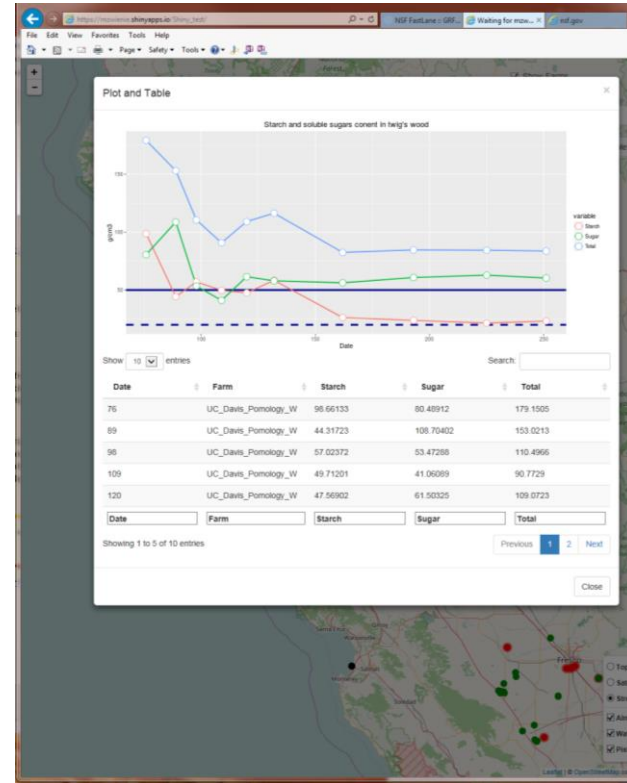 https://mzwienie.shinyapps.io/Shiny_test/
NSF FastLane :: GRF...
Waiting for mzw...
nsf.gov
File Edit View Favorites Tools Help
Page Safety Tools
Plot and Table
×
Starch and soluble sugars conent in twig's wood
150
100
50
variable
Starch
Sugar
Total
100 150 200 250
Date
Show 10 entries Search:
Date Farm Starch Sugar Total
76 UC_Davis_Pomology_W 98.66133 80.48912 179.1505
89 UC_Davis_Pomology_W 44.31723 108.70402 153.0213
98 UC_Davis_Pomology_W 57.02372 53.47288 110.4966
109 UC_Davis_Pomology_W 49.71201 41.06089 90.7729
120 UC_Davis_Pomology_W 47.56902 61.50325 109.0723
Date Farm Starch Sugar Total
Showing 1 to 5 of 10 entries
Previous 1 2 Next
Close
Salinas
Monterey
Soledad
Leaflet | © OpenStreetMap